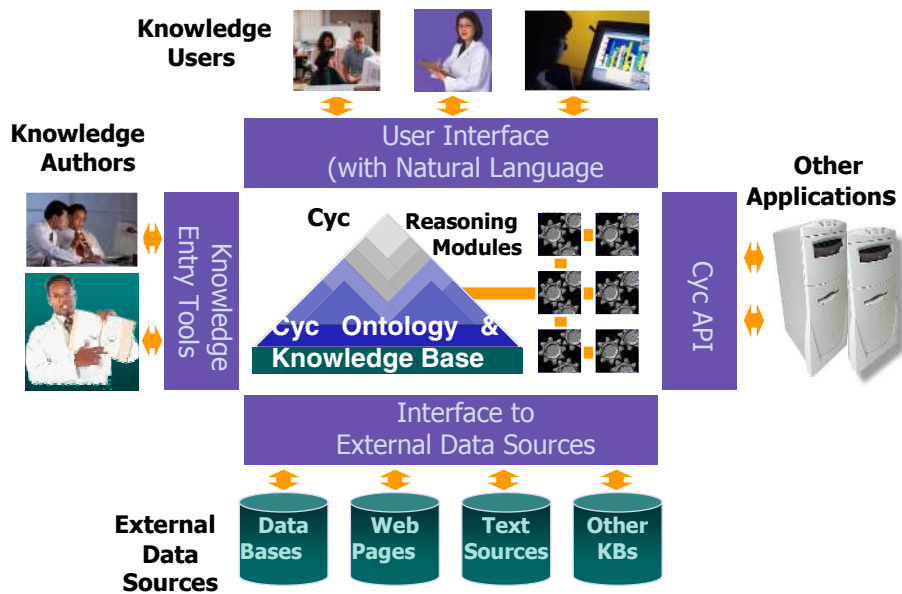 Knowledge
Users
User Interface
(with Natural Language
Knowledge
Authors
Knowledge
Entry Tools
Cyc
Reasoning
Modules
Cyc Ontology &
Knowledge Base
Cyc API
Other
Applications
Interface to
External Data Sources
External
Data
Sources
Data
Bases
Web
Pages
Text
Sources
Other
KBs